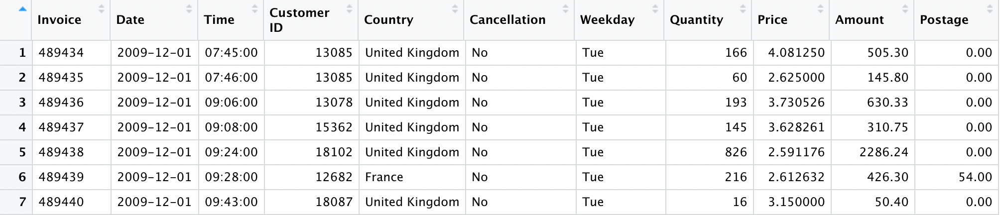 Invoice Date Time Customer ID Country Cancellation Weekday Quantity Price Amount Postage
1 489434 2009-12-01 07:45:00 13085 United Kingdom No Tue 166 4.081250 505.30 0.00
2 489435 2009-12-01 07:46:00 13085 United Kingdom No Tue 60 2.625000 145.80 0.00
3 489436 2009-12-01 09:06:00 13078 United Kingdom No Tue 193 3.730526 630.33 0.00
4 489437 2009-12-01 09:08:00 15362 United Kingdom No Tue 145 3.628261 310.75 0.00
5 489438 2009-12-01 09:24:00 18102 United Kingdom No Tue 826 2.591176 2286.24 0.00
6 489439 2009-12-01 09:28:00 12682 France No Tue 216 2.612632 426.30 54.00
7 489440 2009-12-01 09:43:00 18087 United Kingdom No Tue 16 3.150000 50.40 0.00